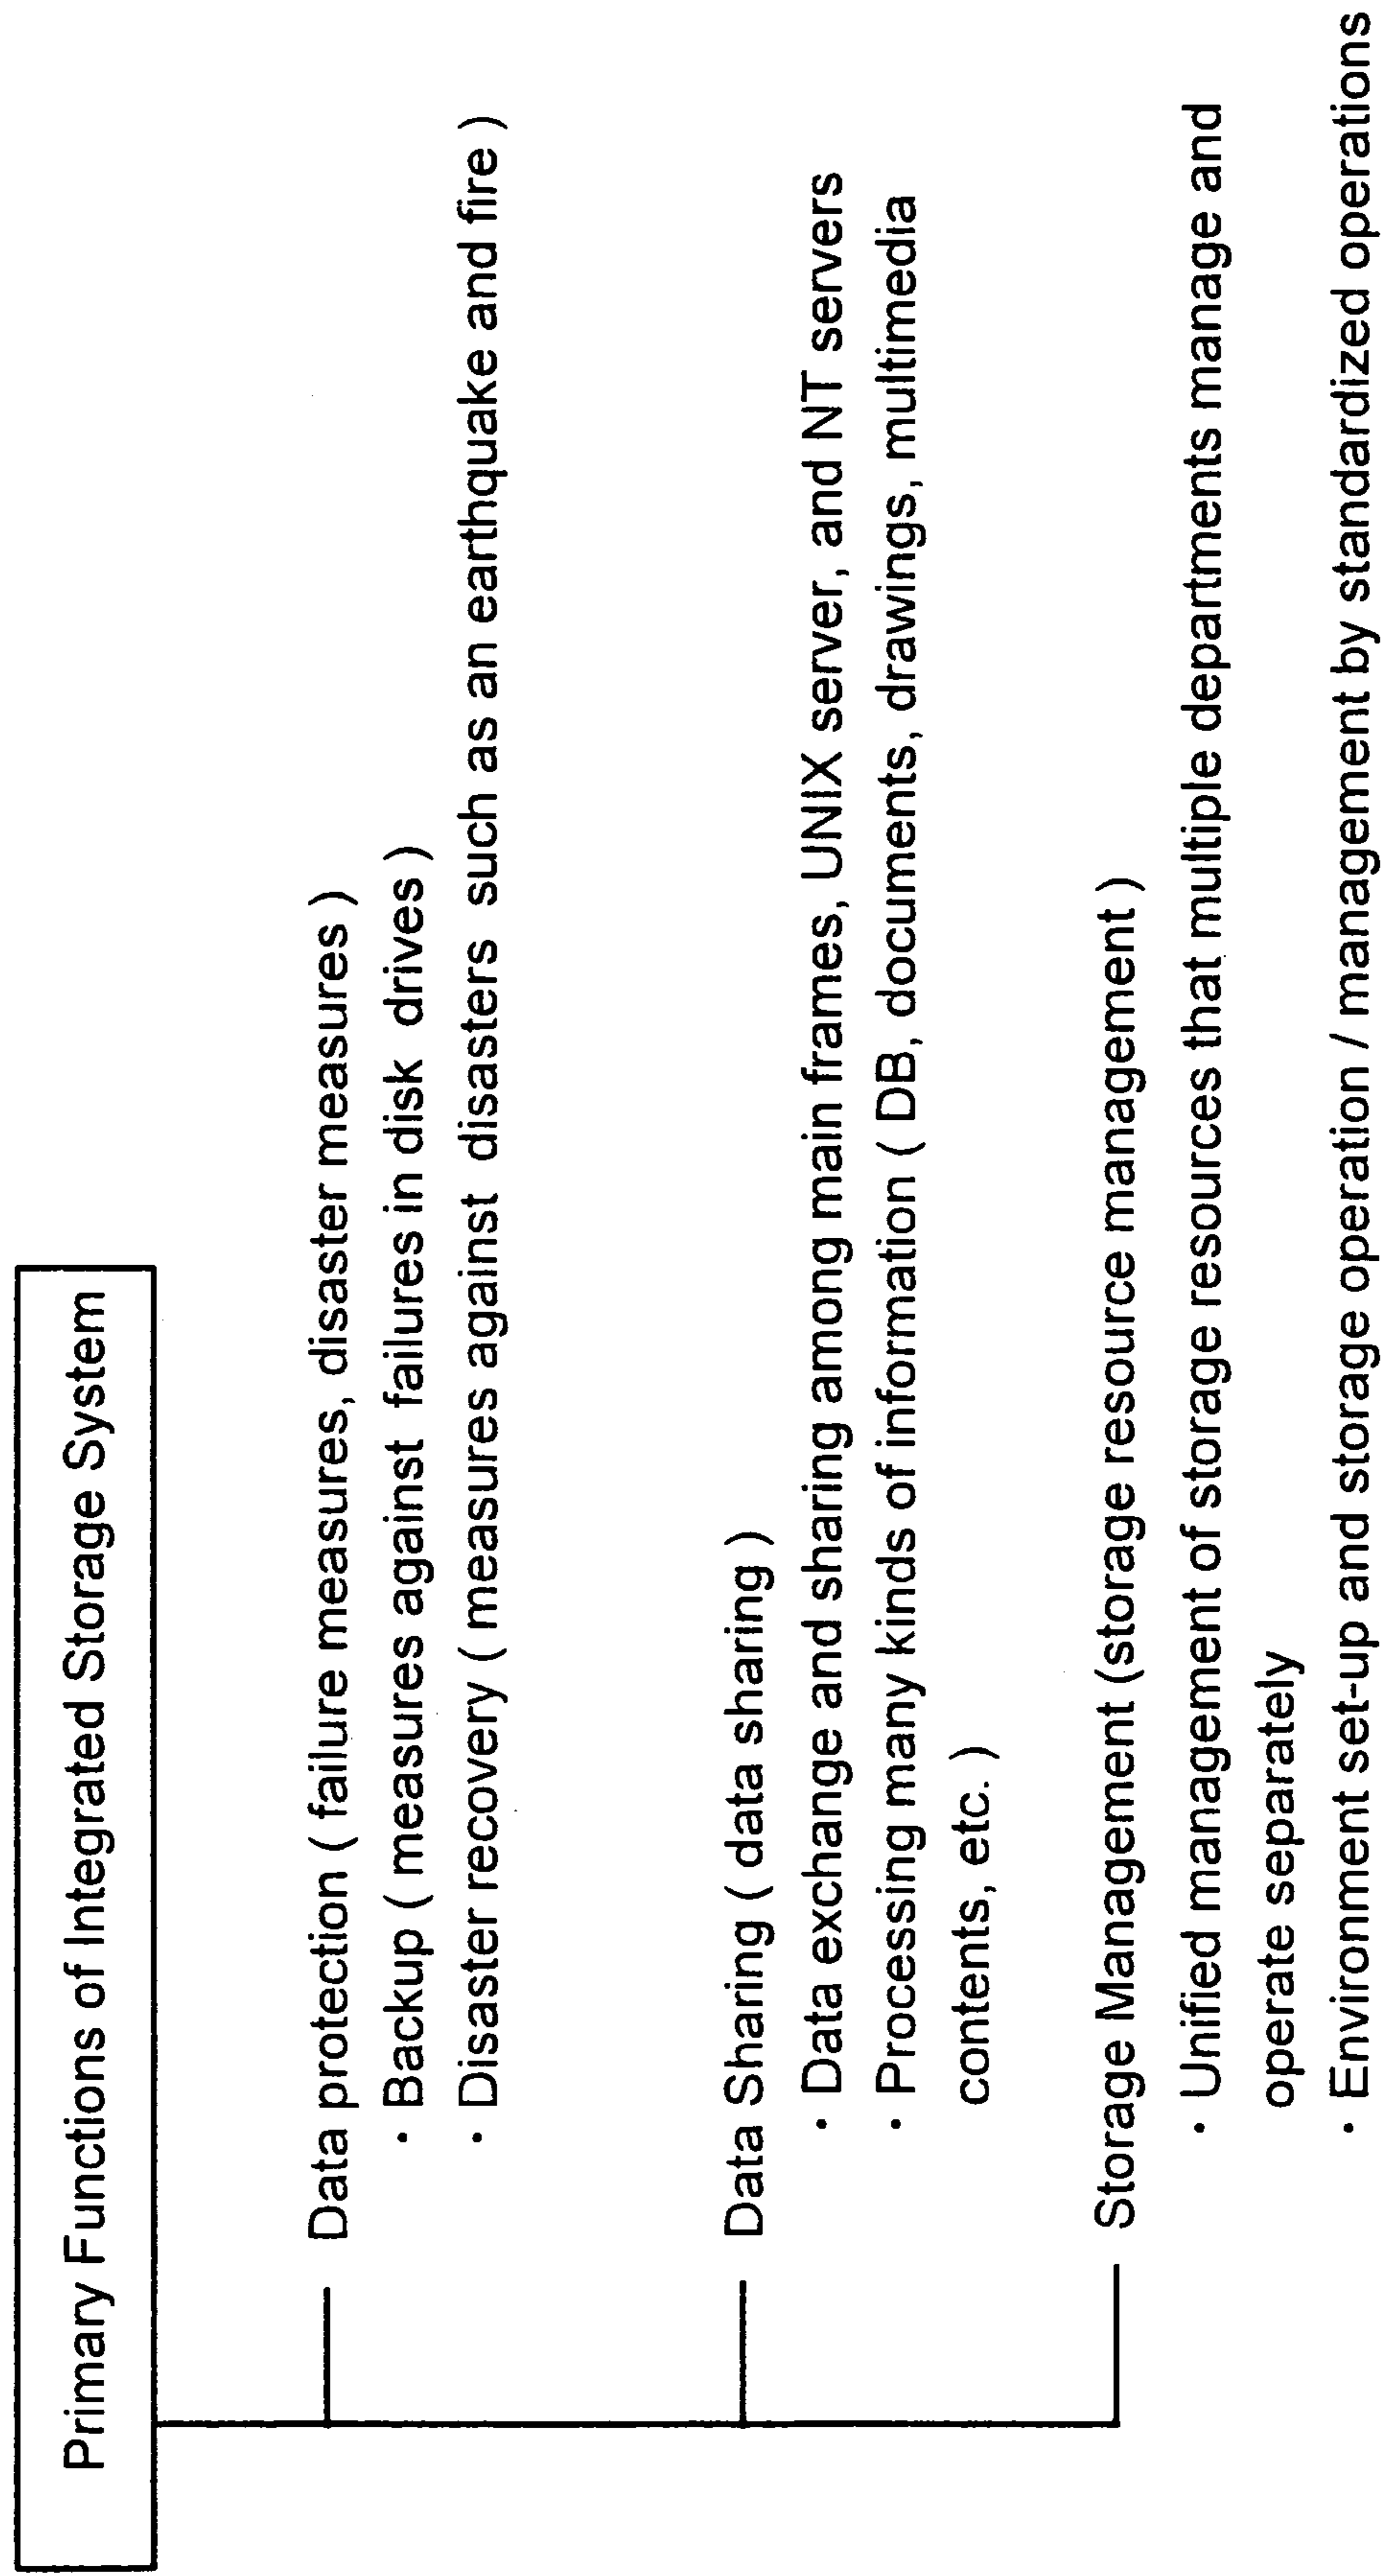 Primary Functions of Integrated Storage System
Data protection ( failure measures, disaster measures )
· Backup ( measures against failures in disk drives )
· Disaster recovery ( measures against disasters such as an earthquake and fire )
Data Sharing ( data sharing )
· Data exchange and sharing among main frames, UNIX server, and NT servers
· Processing many kinds of information ( DB, documents, drawings, multimedia
contents, etc. )
Storage Management (storage resource management )
· Unified management of storage resources that multiple departments manage and
operate separately
· Environment set-up and storage operation / management by standardized operations